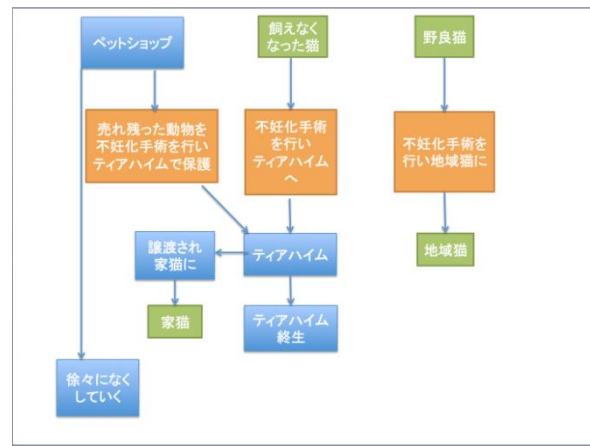 ペットショップ
飼えなく
なった猫
野良猫
売れ残った動物を
不妊化手術を行い
ティアハイムで保護
不妊化手術
を行い
ティアハイム
へ
不妊化手術を
行い地域猫に
譲渡され
家猫に
ティアハイム
地域猫
家猫
ティアハイム
終生
徐々になく
していく